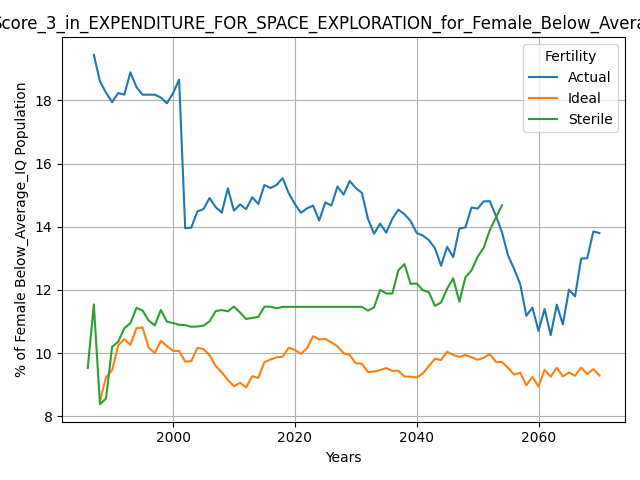 Score_3_in_EXPENDITURE_FOR_SPACE_EXPLORATION_for_Female_Below_Avera
Fertility
Actual
Ideal
Sterile
% of Female Below_Average_IQ Population
18
16
14
12
10
8
2000 2020 2040 2060
Years